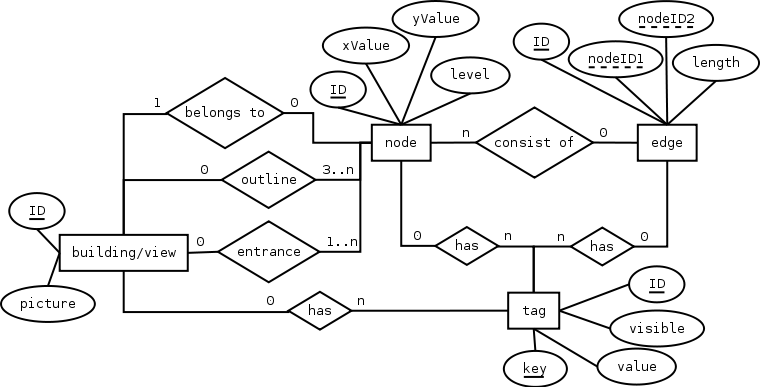 yValue
nodeID2
xValue
ID
nodeID1
length
level
ID
1
belongs to
0
node
n
consist of
0
edge
0
outline
3..n
ID
building/view
0
entrance
1..n
0
has
n
n
has
0
picture
0
has
n
tag
ID
visible
key
value